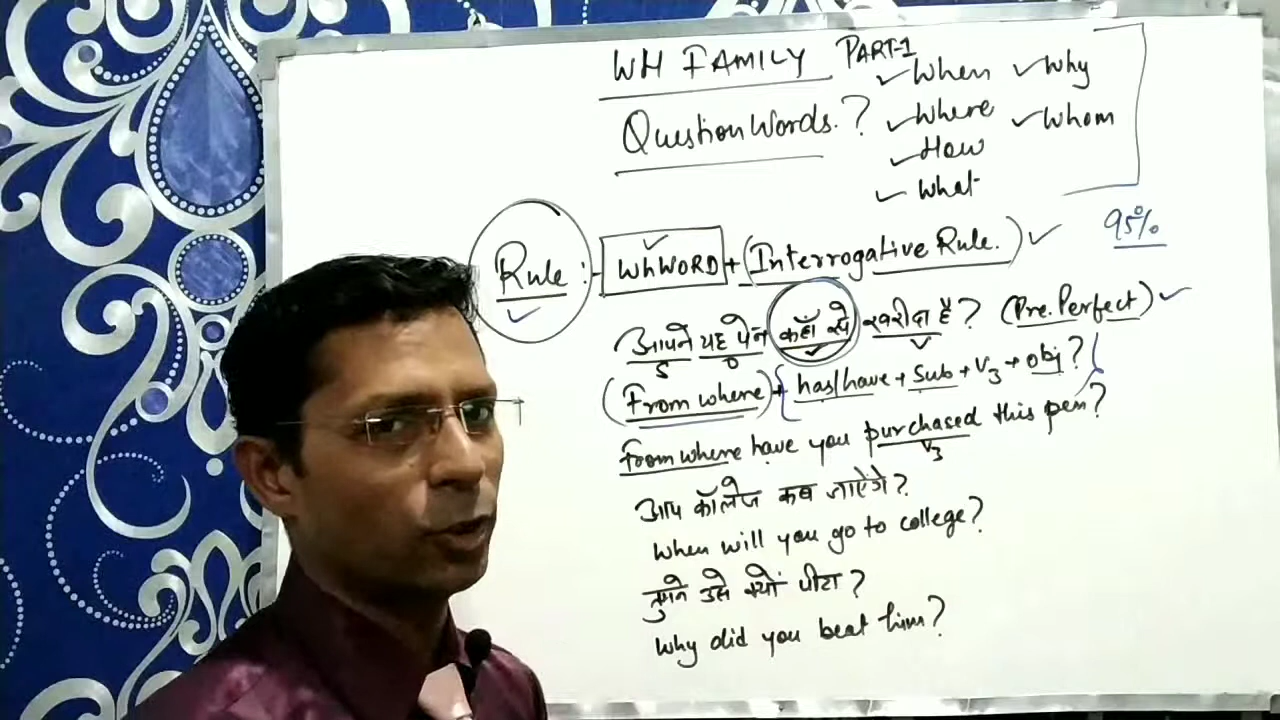 WH FAMILY PART-1
Question Words. ?
✓ When ✓ Why
✓ Where ✓ Whom
✓ How
✓ What
95%
Rule :- WhWORD + (Interrogative Rule.) ✓
आपने यह पेन कहाँ से खरीदा है? (Pre. Perfect) ✓
S O
(From where) + { has/have + Sub + V3 + obj ? }
From where have you purchased this pen?
V3
आप कॉलेज कब जाएंगे?
When will you go to college?
तुमने उसे क्यों पीटा?
Why did you beat him?